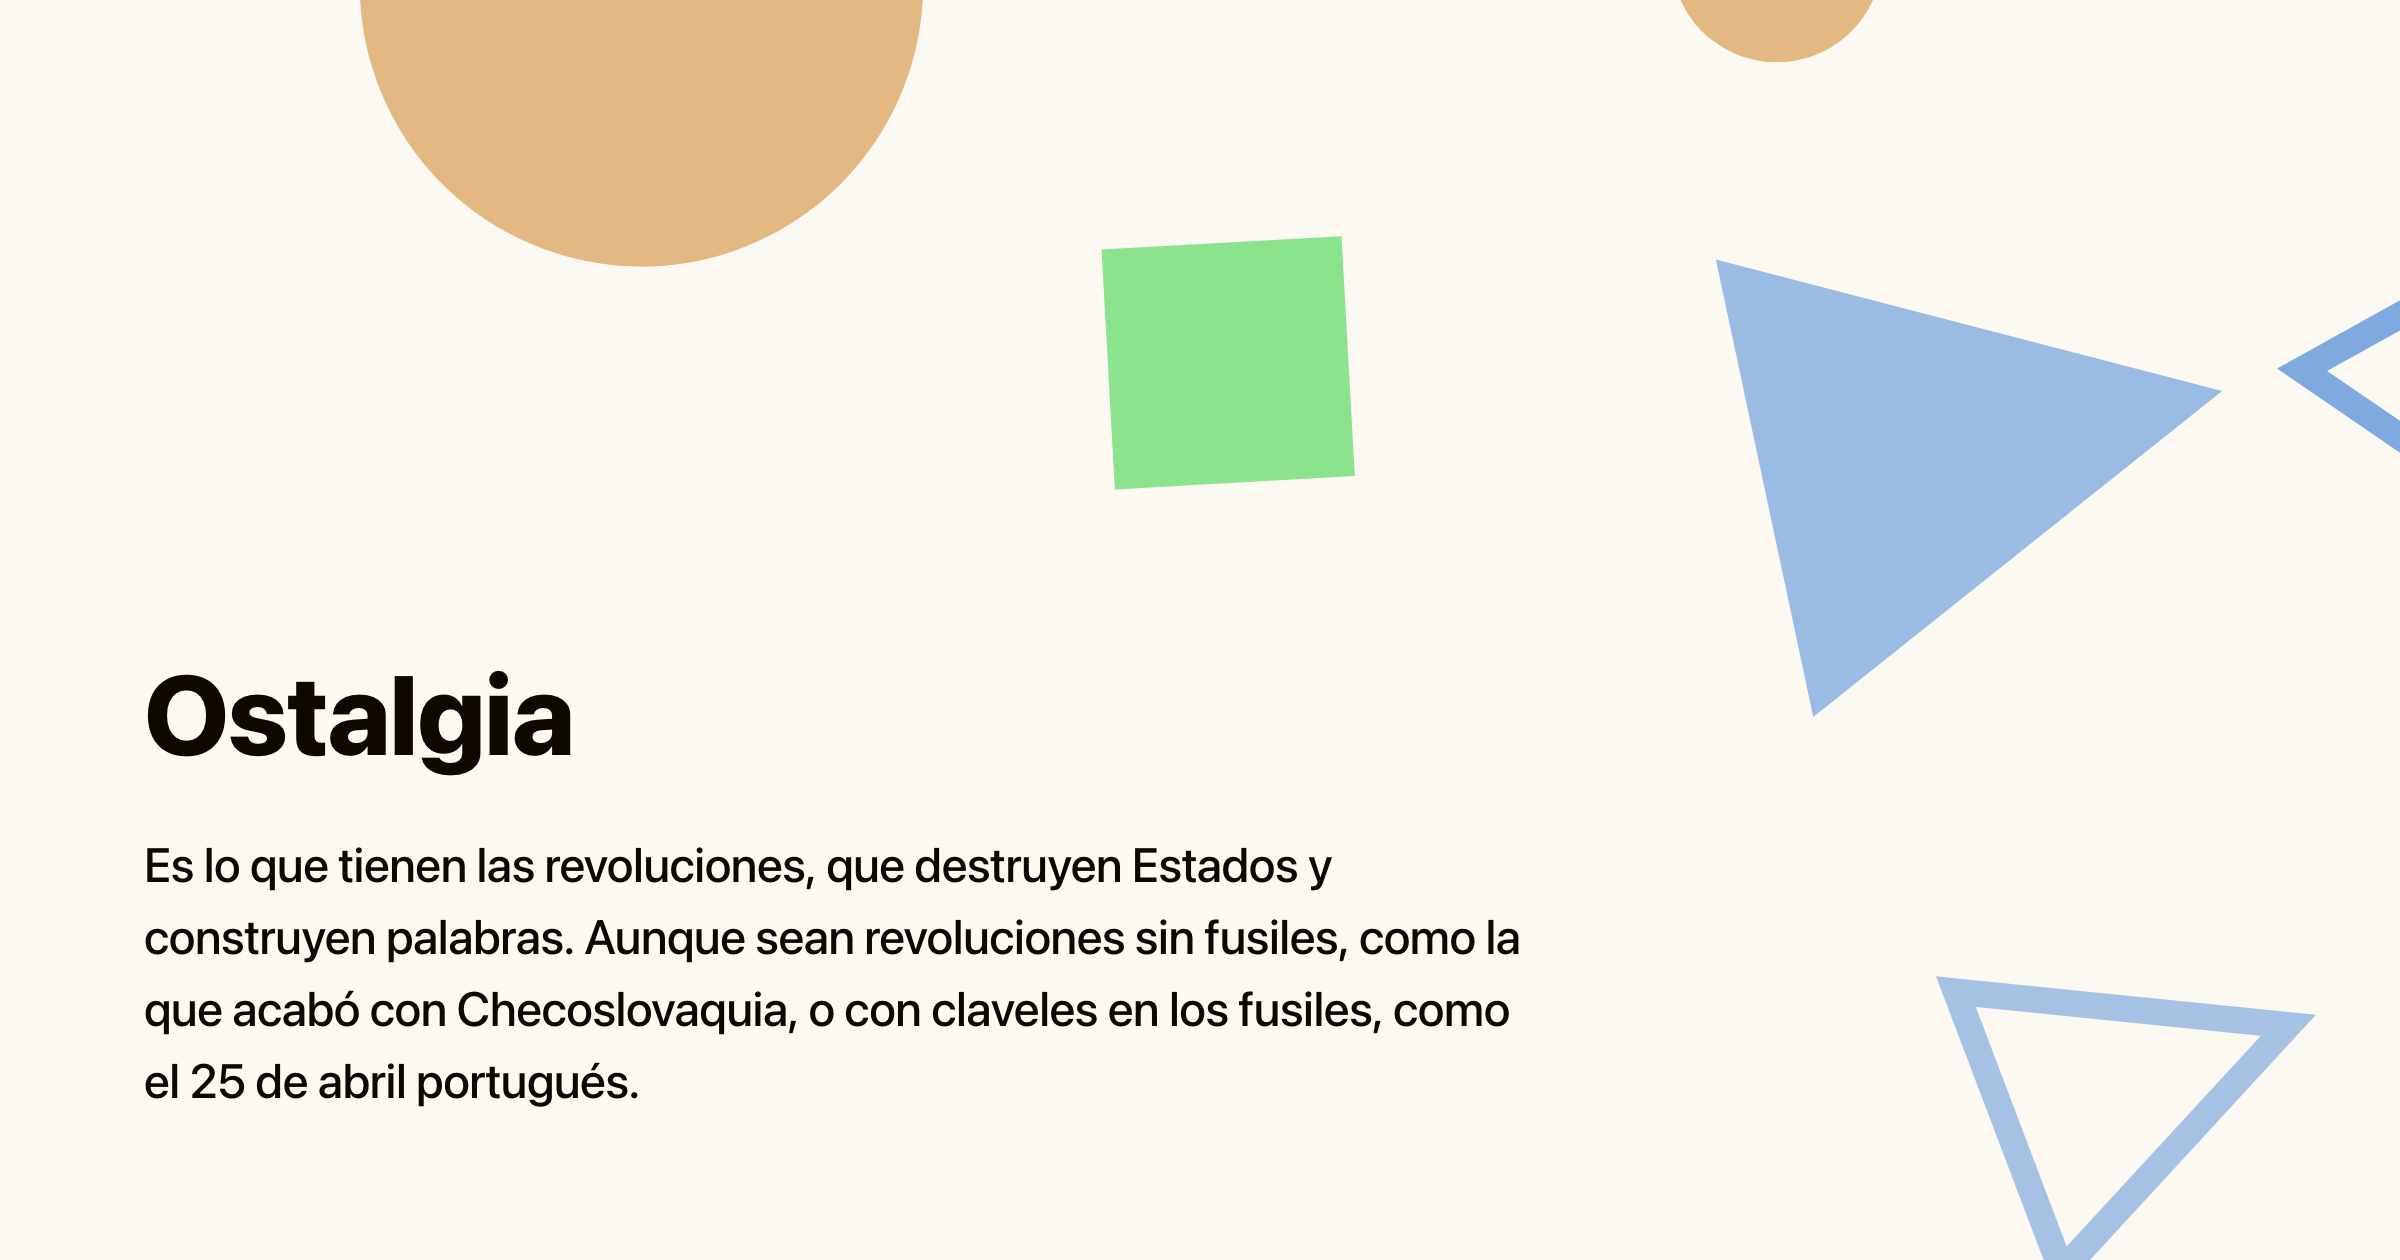 Ostalgia
Es lo que tienen las revoluciones, que destruyen Estados y
construyen palabras. Aunque sean revoluciones sin fusiles, como la
que acabó con Checoslovaquia, o con claveles en los fusiles, como
el 25 de abril portugués.